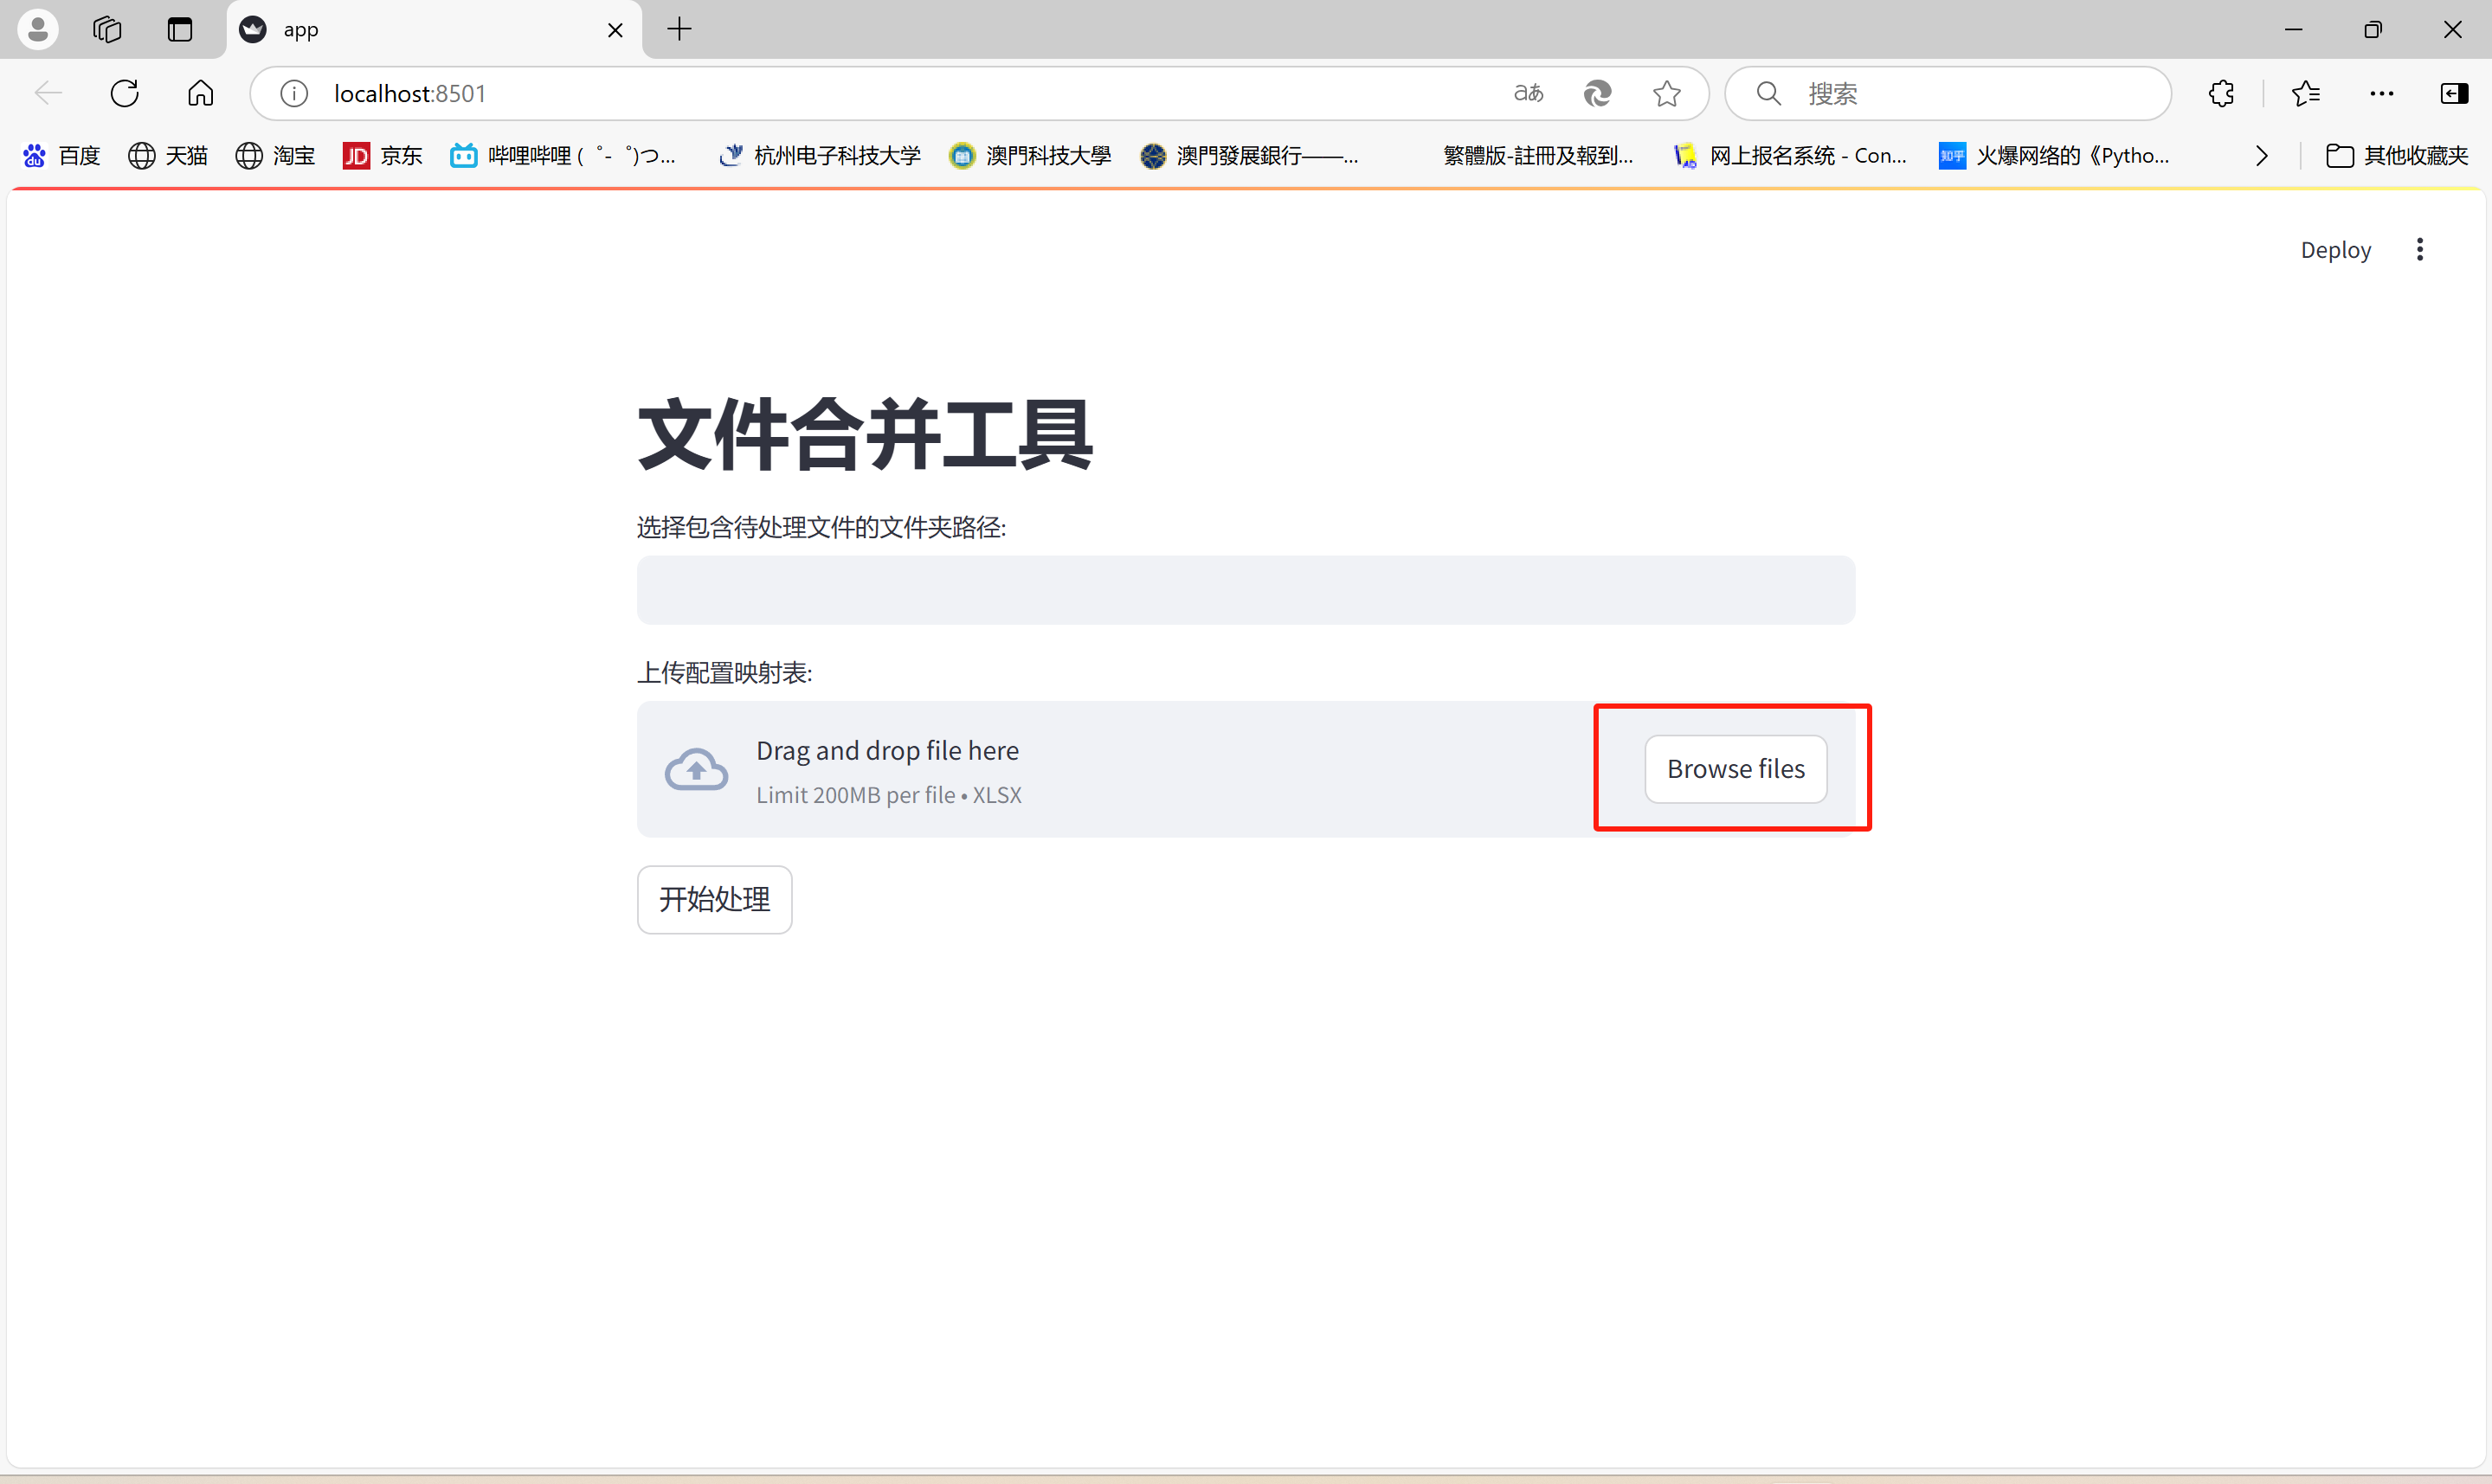 app
localhost:8501
aあ
搜索
百度
天猫
淘宝
JD 京东
哔哩哔哩 ( ゜- ゜)つ...
杭州电子科技大学
澳門科技大學
澳門發展銀行——...
繁體版-註冊及報到...
网上报名系统 - Con...
知乎 火爆网络的《Pytho...
其他收藏夹
Deploy
文件合并工具
选择包含待处理文件的文件夹路径:
上传配置映射表:
Drag and drop file here
Limit 200MB per file • XLSX
Browse files
开始处理